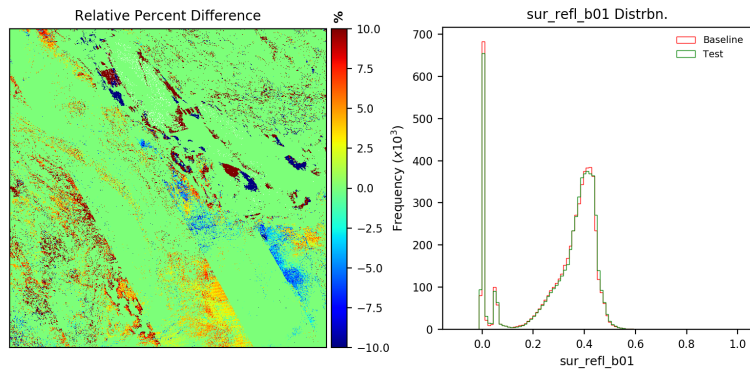 Relative Percent Difference
%
10.0
7.5
5.0
2.5
0.0
−2.5
−5.0
−7.5
−10.0
sur_refl_b01 Distrbn.
Baseline
Test
Frequency (x10³)
700
600
500
400
300
200
100
0
0.0 0.2 0.4 0.6 0.8 1.0
sur_refl_b01